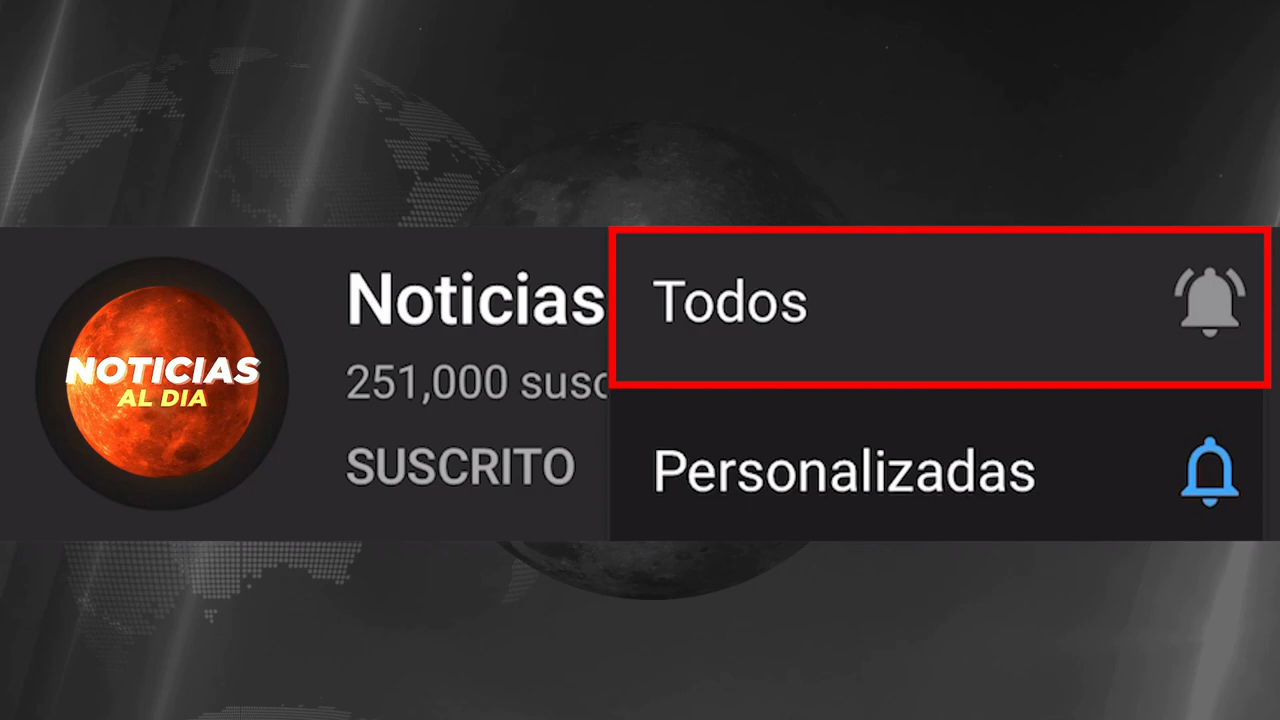 NOTICIAS
AL DIA
Noticias
251,000 susc
SUSCRITO
Todos
Personalizadas